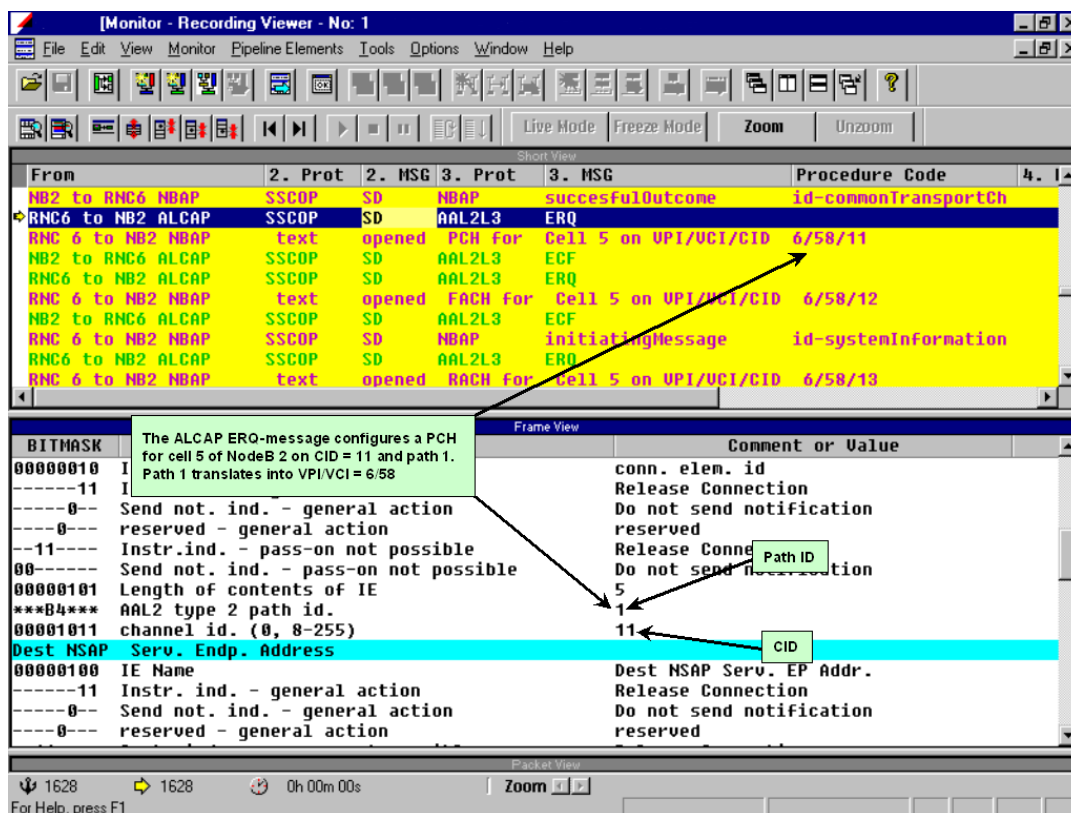 [Monitor - Recording Viewer - No: 1
File Edit View Monitor Pipeline Elements Tools Options Window Help
Live Mode Freeze Mode Zoom Unzoom
Short View
From 2. Prot 2. MSG 3. Prot 3. MSG Procedure Code 4.
NB2 to RNC6 NBAP SSCOP SD NBAP succesfulOutcome id-commonTransportCh
RNC6 to NB2 ALCAP SSCOP SD AAL2L3 ERQ
RNC 6 to NB2 NBAP text opened PCH for Cell 5 on VPI/VCI/CID 6/58/11
NB2 to RNC6 ALCAP SSCOP SD AAL2L3 ECF
RNC6 to NB2 ALCAP SSCOP SD AAL2L3 ERQ
RNC 6 to NB2 NBAP text opened FACH for Cell 5 on VPI/VCI/CID 6/58/12
NB2 to RNC6 ALCAP SSCOP SD AAL2L3 ECF
RNC 6 to NB2 NBAP SSCOP SD NBAP initiatingMessage id-systemInformation
RNC6 to NB2 ALCAP SSCOP SD AAL2L3 ERQ
RNC 6 to NB2 NBAP text opened RACH for Cell 5 on VPI/VCI/CID 6/58/13
The ALCAP ERQ-message configures a PCH
for cell 5 of NodeB 2 on CID = 11 and path 1.
Path 1 translates into VPI/VCI = 6/58
Frame View
BITMASK Comment or Value
00000010 conn. elem. id
------11 Release Connection
-----0-- Send not. ind. - general action Do not send notification
----0--- reserved - general action reserved
--11---- Instr.ind. - pass-on not possible Release Conne
Path ID
00------ Send not. ind. - pass-on not possible Do not send notification
00000101 Length of contents of IE 5
***B4*** AAL2 type 2 path id. 1
00001011 channel id. (0, 8-255) 11
CID
Dest NSAP Serv. Endp. Address
00000100 IE Name Dest NSAP Serv. EP Addr.
------11 Instr. ind. - general action Release Connection
-----0-- Send not. ind. - general action Do not send notification
----0--- reserved - general action reserved
Packet View
1628 1628 0h 00m 00s Zoom
For Help, press F1